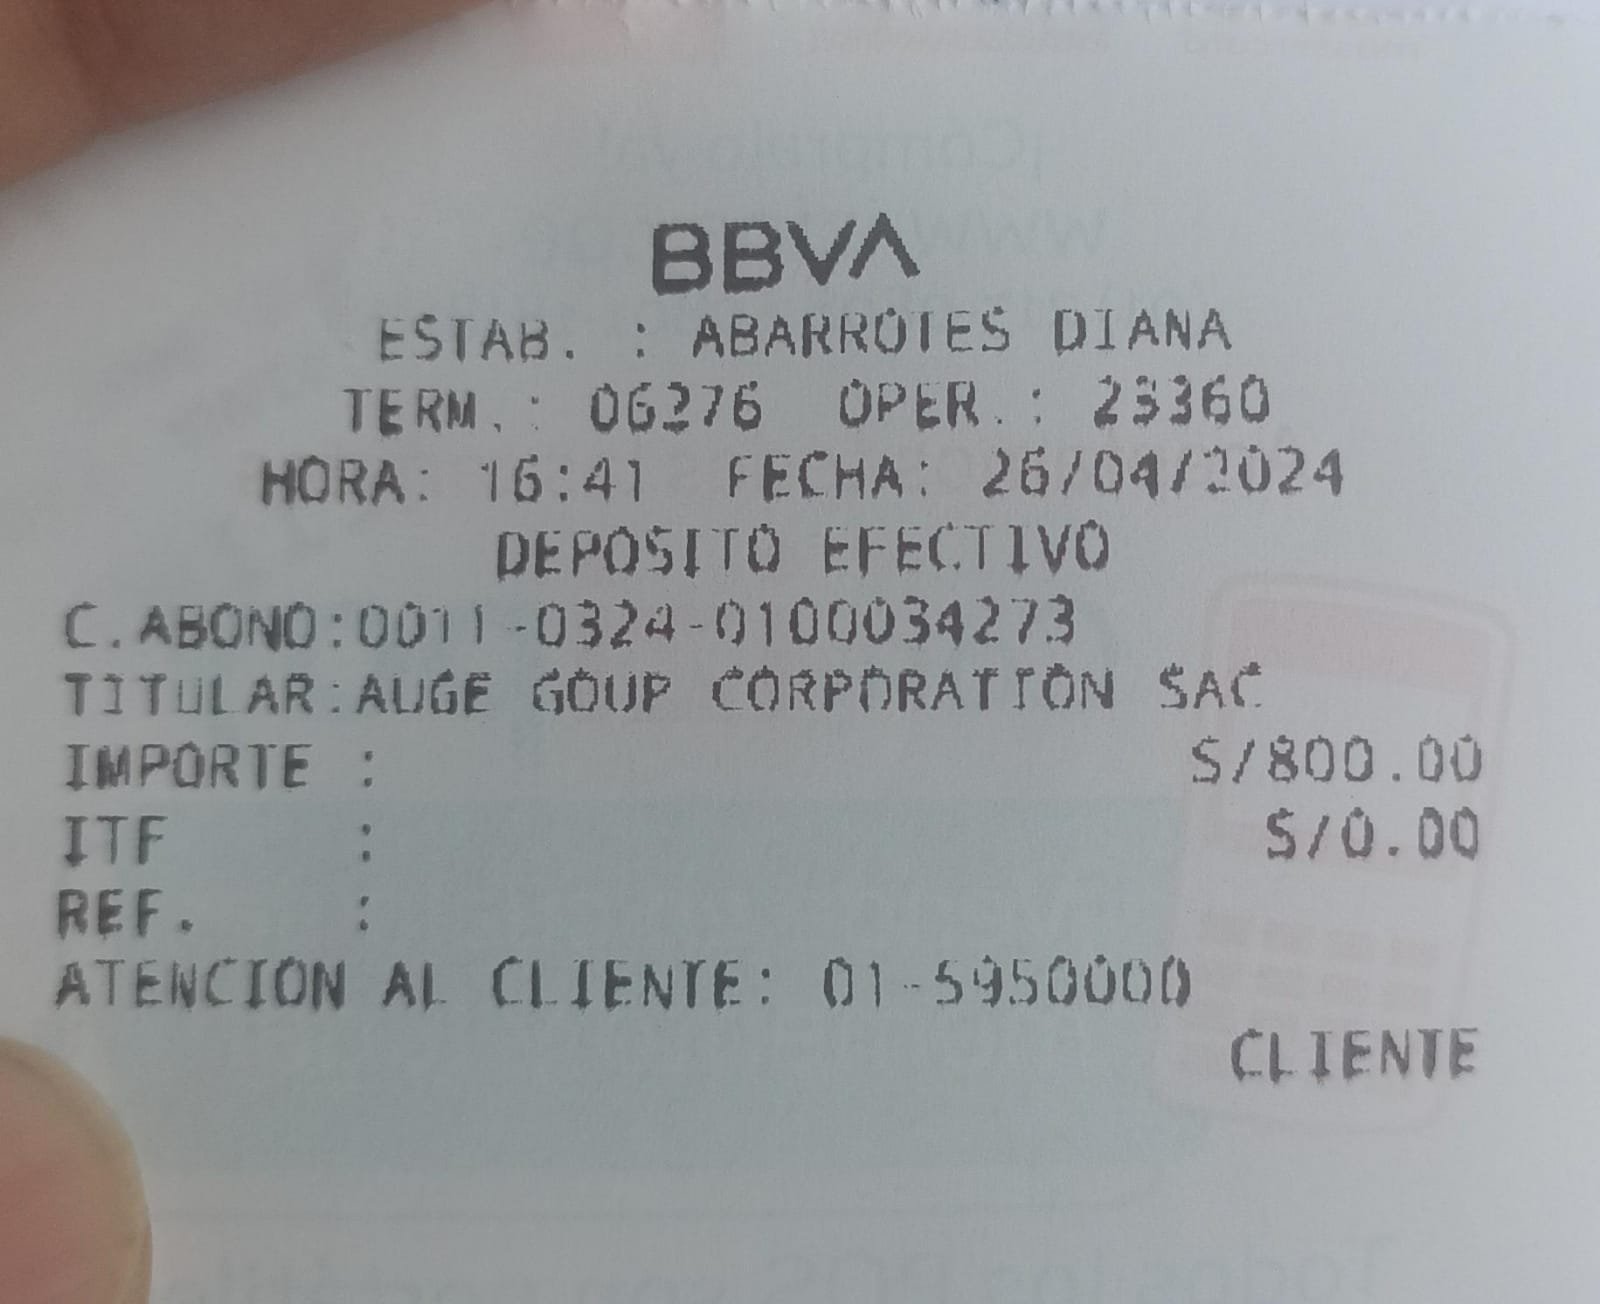 BBVA
ESTAB. : ABARROTES DIANA
TERM.: 06276 OPER.: 23360
HORA: 16:41 FECHA: 26/04/2024
DEPOSITO EFECTIVO
C.ABONO:0011-0324-0100034273
TITULAR:AUGE GOUP CORPORATION SAC
IMPORTE : S/800.00
ITF : S/0.00
REF. :
ATENCION AL CLIENTE: 01-5950000
CLIENTE